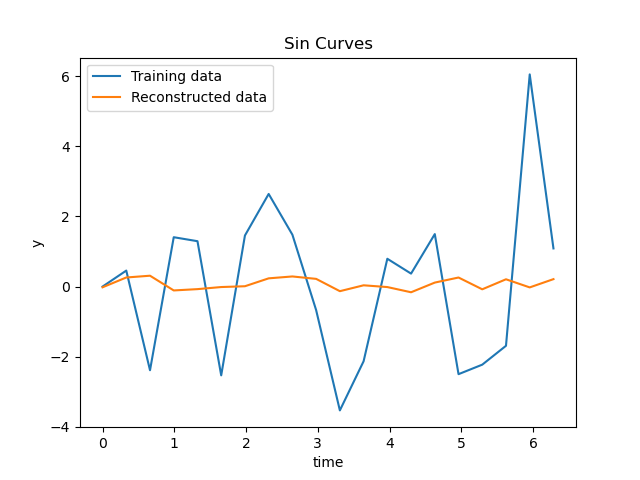 Sin Curves
Training data
Reconstructed data
6
4
2
0
−2
−4
y
0 1 2 3 4 5 6
time